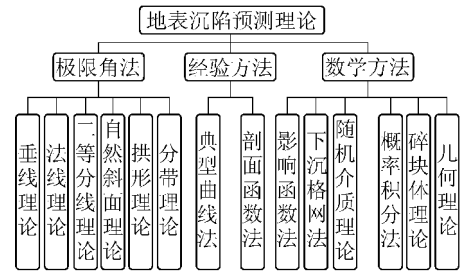 地表沉陷预测理论
极限角法
经验方法
数学方法
垂线理论
法线理论
二等分线理论
自然斜面理论
拱形理论
分带理论
典型曲线法
剖面函数法
影响函数法
下沉格网法
随机介质理论
概率积分法
碎块体理论
几何理论